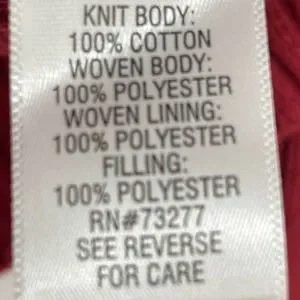 KNIT BODY:
100% COTTON
WOVEN BODY:
100% POLYESTER
WOVEN LINING:
100% POLYESTER
FILLING:
100% POLYESTER
RN#73277
SEE REVERSE
FOR CARE